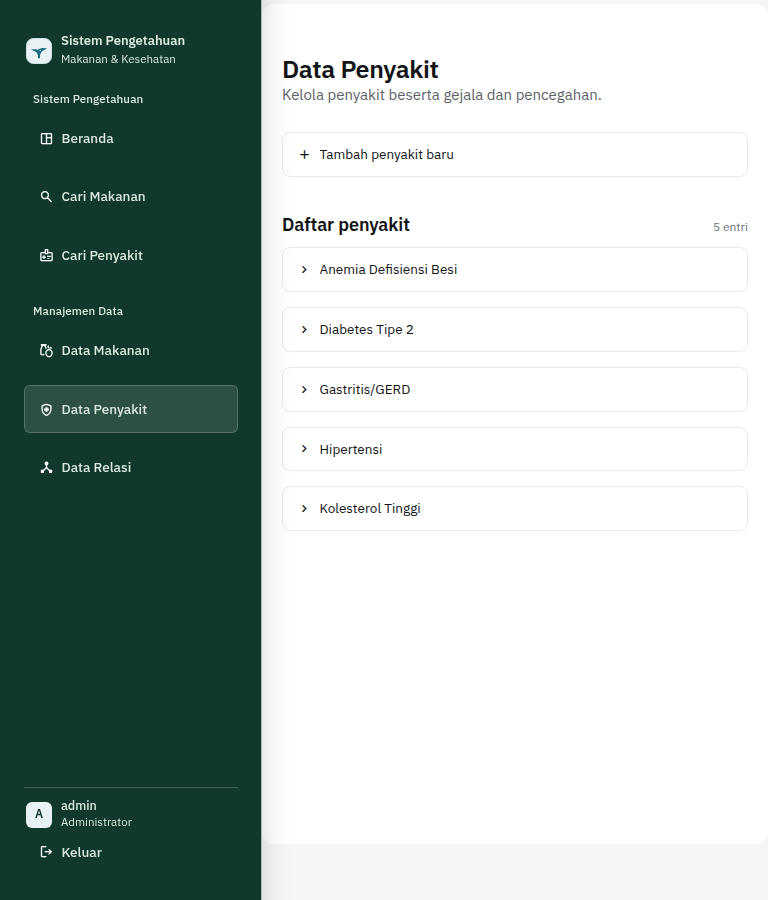 Sistem Pengetahuan
Makanan & Kesehatan
Sistem Pengetahuan
Beranda
Cari Makanan
Cari Penyakit
Manajemen Data
Data Makanan
Data Penyakit
Data Relasi
A
admin
Administrator
Keluar
Data Penyakit
Kelola penyakit beserta gejala dan pencegahan.
Tambah penyakit baru
Daftar penyakit
5 entri
Anemia Defisiensi Besi
Diabetes Tipe 2
Gastritis/GERD
Hipertensi
Kolesterol Tinggi